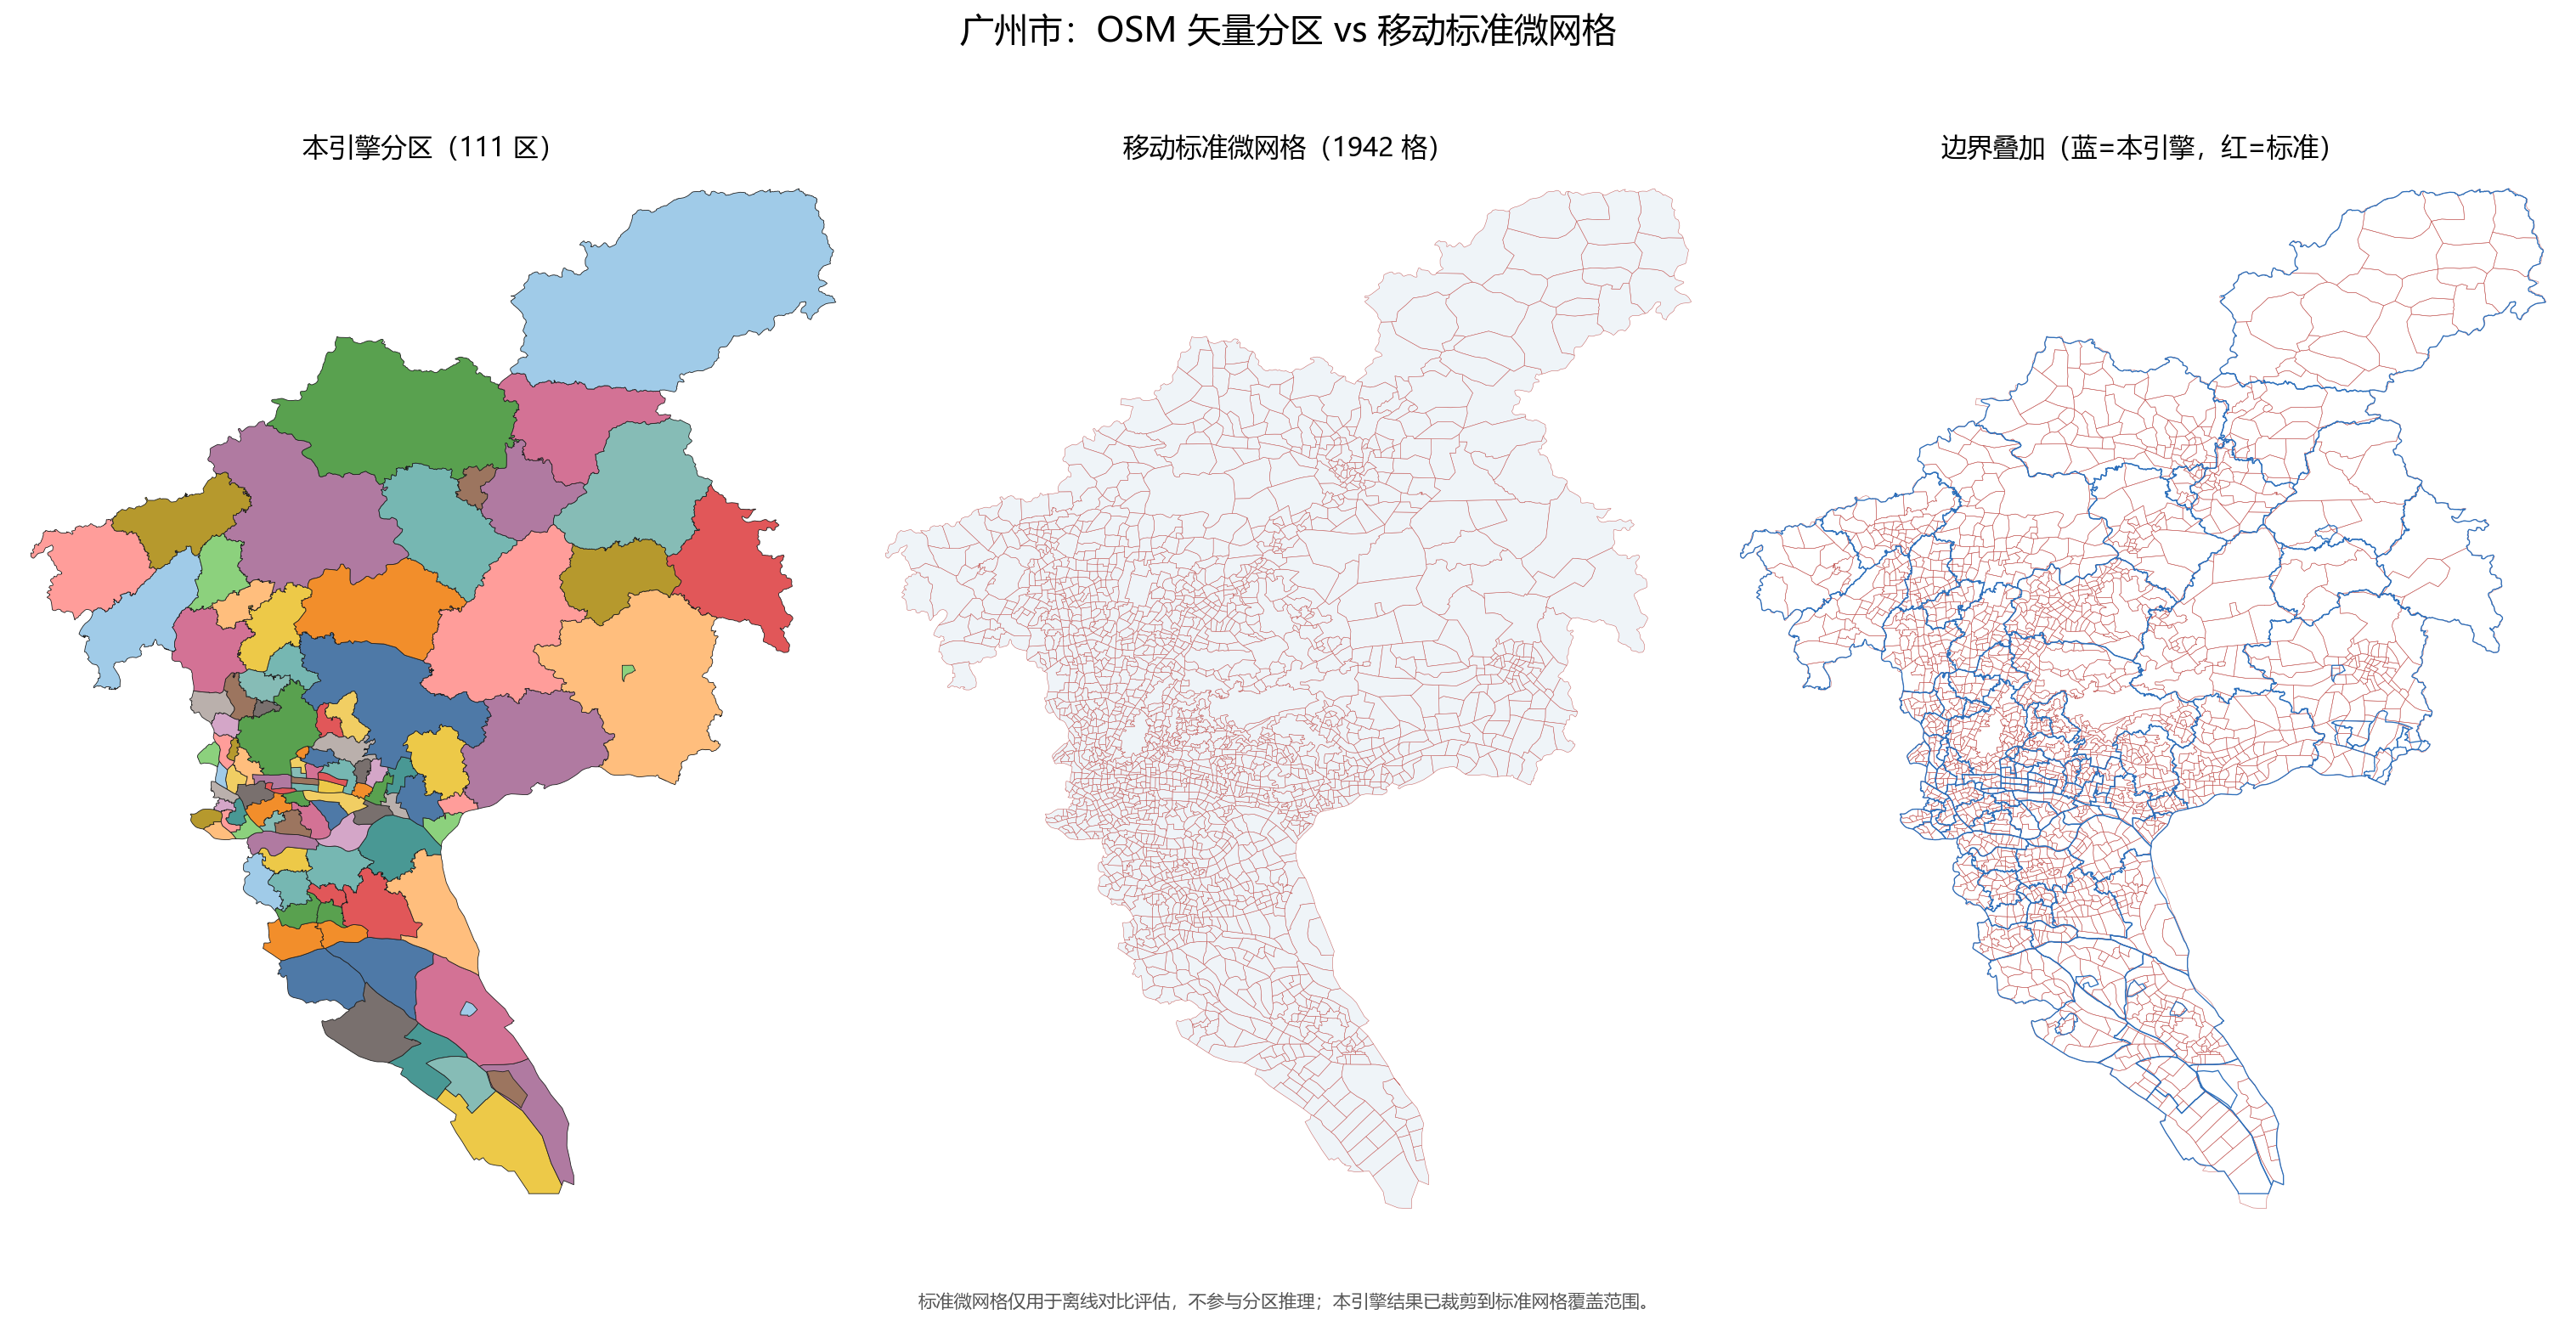 广州市：OSM 矢量分区 vs 移动标准微网格
本引擎分区（111 区）
移动标准微网格（1942 格）
边界叠加（蓝=本引擎，红=标准）
标准微网格仅用于离线对比评估，不参与分区推理；本引擎结果已裁剪到标准网格覆盖范围。